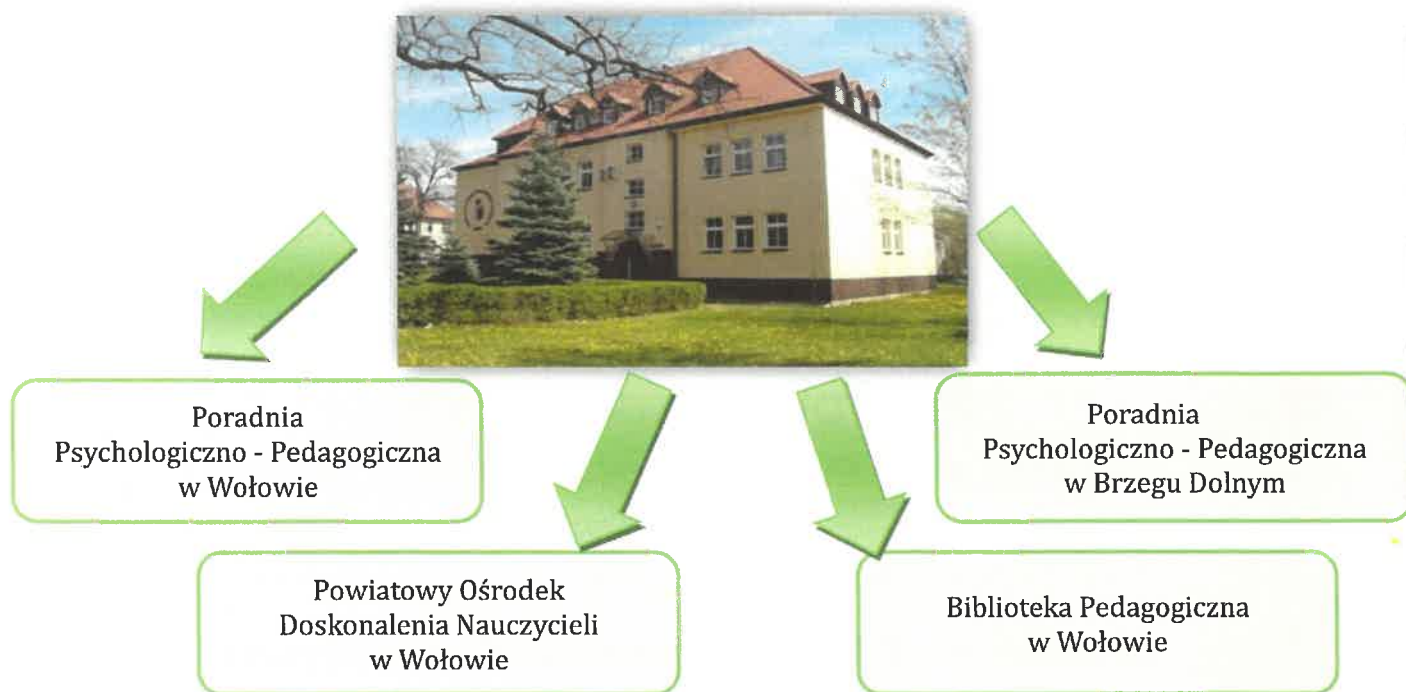 Poradnia
Psychologiczno - Pedagogiczna
w Wołowie
Poradnia
Psychologiczno - Pedagogiczna
w Brzegu Dolnym
Powiatowy Ośrodek
Doskonalenia Nauczycieli
w Wołowie
Biblioteka Pedagogiczna
w Wołowie